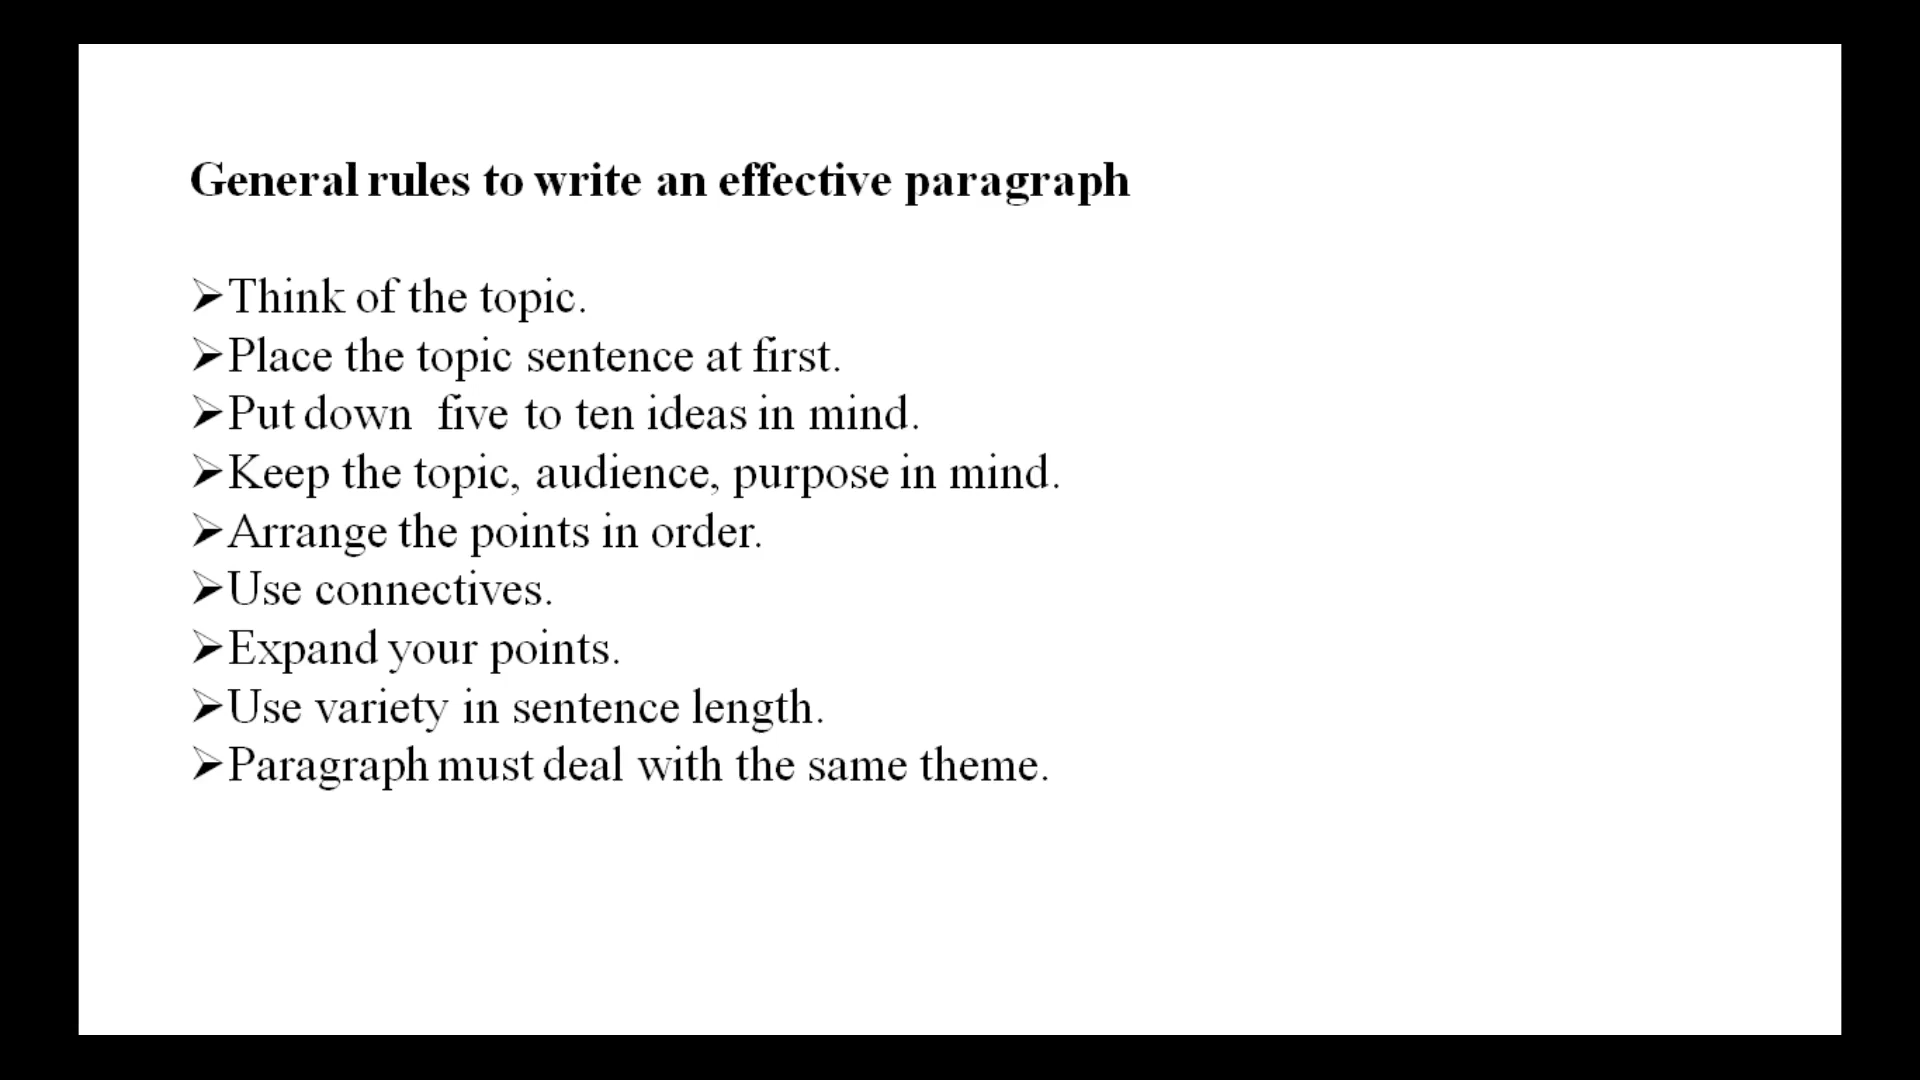 General rules to write an effective paragraph
➢Think of the topic.
➢Place the topic sentence at first.
➢Put down  five to ten ideas in mind.
➢Keep the topic, audience, purpose in mind.
➢Arrange the points in order.
➢Use connectives.
➢Expand your points.
➢Use variety in sentence length.
➢Paragraph must deal with the same theme.